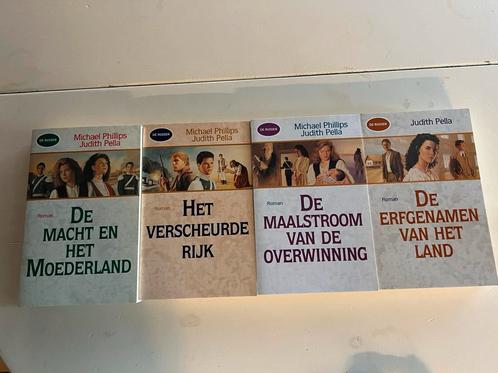 DE RUSSEN
Michael Phillips
Judith Pella
Roman
DE
MACHT EN
HET
MOEDERLAND
DE RUSSEN
Michael Phillips
Judith Pella
Roman
HET
VERSCHEURDE
RIJK
DE RUSSEN
Michael Phillips
Judith Pella
Roman
DE
MAALSTROOM
VAN DE
OVERWINNING
DE RUSSEN
Judith Pella
Roman
DE
ERFGENAMEN
VAN HET
LAND